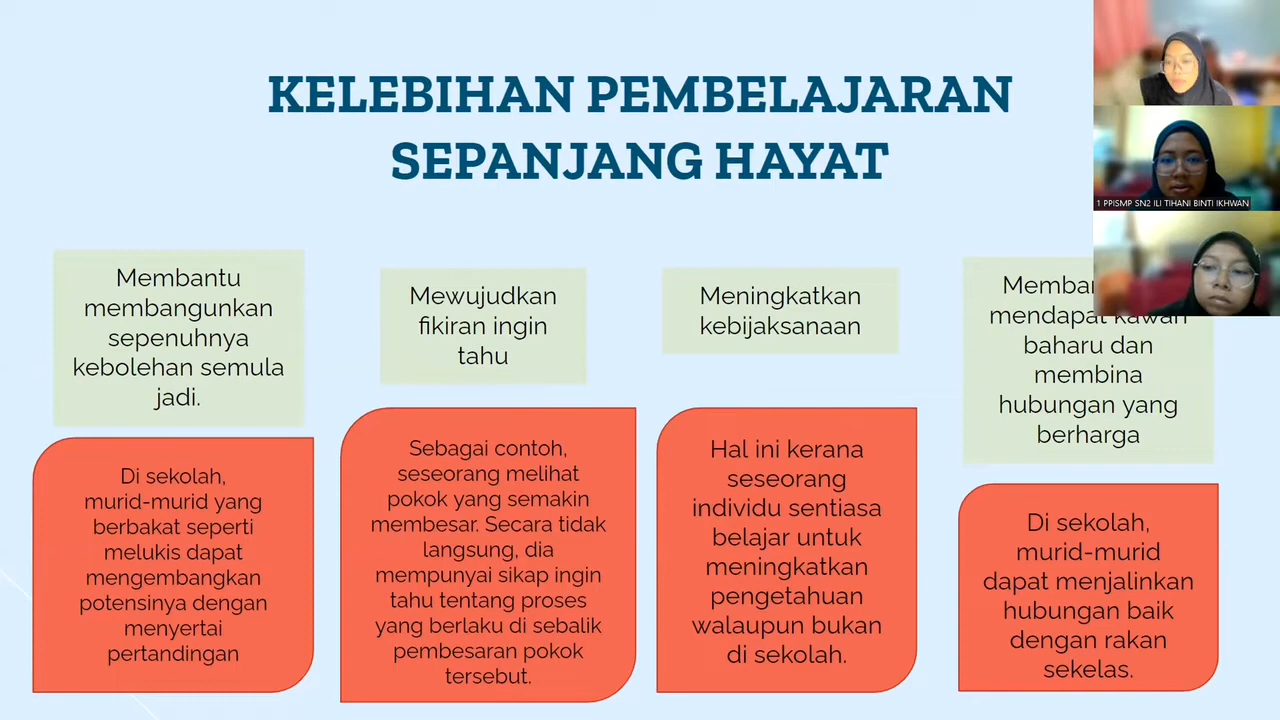 KELEBIHAN PEMBELAJARAN
SEPANJANG HAYAT
1 PPISMP SN2 ILI TIHANI BINTI IKHWAN
Membantu
membangunkan
sepenuhnya
kebolehan semula
jadi.
Di sekolah,
murid-murid yang
berbakat seperti
melukis dapat
mengembangkan
potensinya dengan
menyertai
pertandingan
Mewujudkan
fikiran ingin
tahu
Sebagai contoh,
seseorang melihat
pokok yang semakin
membesar. Secara tidak
langsung, dia
mempunyai sikap ingin
tahu tentang proses
yang berlaku di sebalik
pembesaran pokok
tersebut.
Meningkatkan
kebijaksanaan
Hal ini kerana
seseorang
individu sentiasa
belajar untuk
meningkatkan
pengetahuan
walaupun bukan
di sekolah.
mendapat kawan
baharu dan
membina
hubungan yang
berharga
Di sekolah,
murid-murid
dapat menjalinkan
hubungan baik
dengan rakan
sekelas.